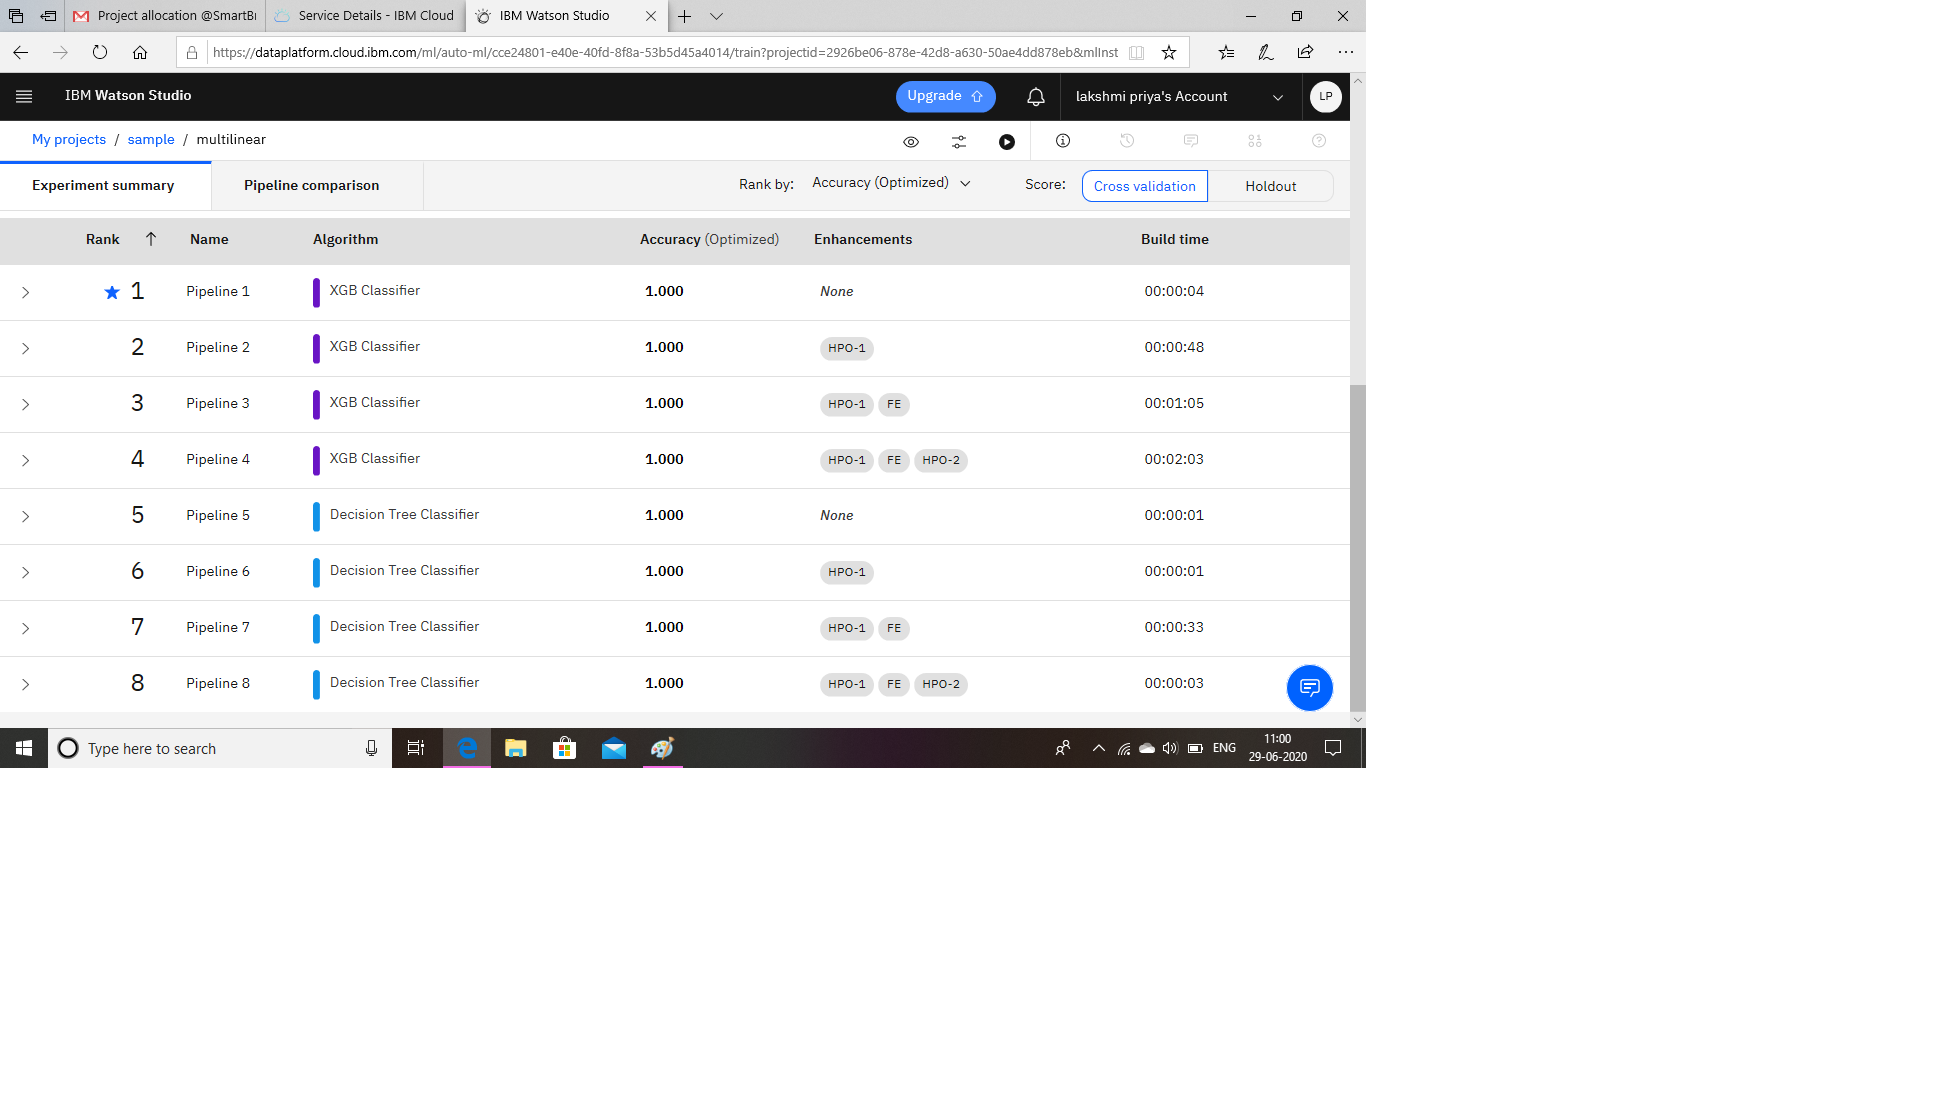 Project allocation @SmartBr Service Details - IBM Cloud IBM Watson Studio
https://dataplatform.cloud.ibm.com/ml/auto-ml/cce24801-e40e-40fd-8f8a-53b5d45a4014/train?projectid=2926be06-878e-42d8-a630-50ae4dd878eb&mlInst
IBM Watson Studio Upgrade lakshmi priya's Account LP
My projects / sample / multilinear
Experiment summary Pipeline comparison Rank by: Accuracy (Optimized) Score: Cross validation Holdout
Rank Name Algorithm Accuracy (Optimized) Enhancements Build time
1 Pipeline 1 XGB Classifier 1.000 None 00:00:04
2 Pipeline 2 XGB Classifier 1.000 HPO-1 00:00:48
3 Pipeline 3 XGB Classifier 1.000 HPO-1 FE 00:01:05
4 Pipeline 4 XGB Classifier 1.000 HPO-1 FE HPO-2 00:02:03
5 Pipeline 5 Decision Tree Classifier 1.000 None 00:00:01
6 Pipeline 6 Decision Tree Classifier 1.000 HPO-1 00:00:01
7 Pipeline 7 Decision Tree Classifier 1.000 HPO-1 FE 00:00:33
8 Pipeline 8 Decision Tree Classifier 1.000 HPO-1 FE HPO-2 00:00:03
Type here to search ENG 11:00
29-06-2020